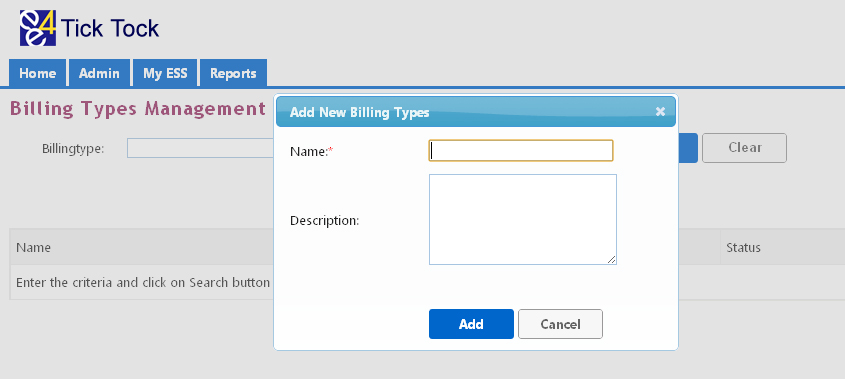 e4e Tick Tock
Home Admin My ESS Reports
Billing Types Management
Add New Billing Types
Billingtype:
Name:*
Clear
Description:
Name Status
Enter the criteria and click on Search button
Add Cancel